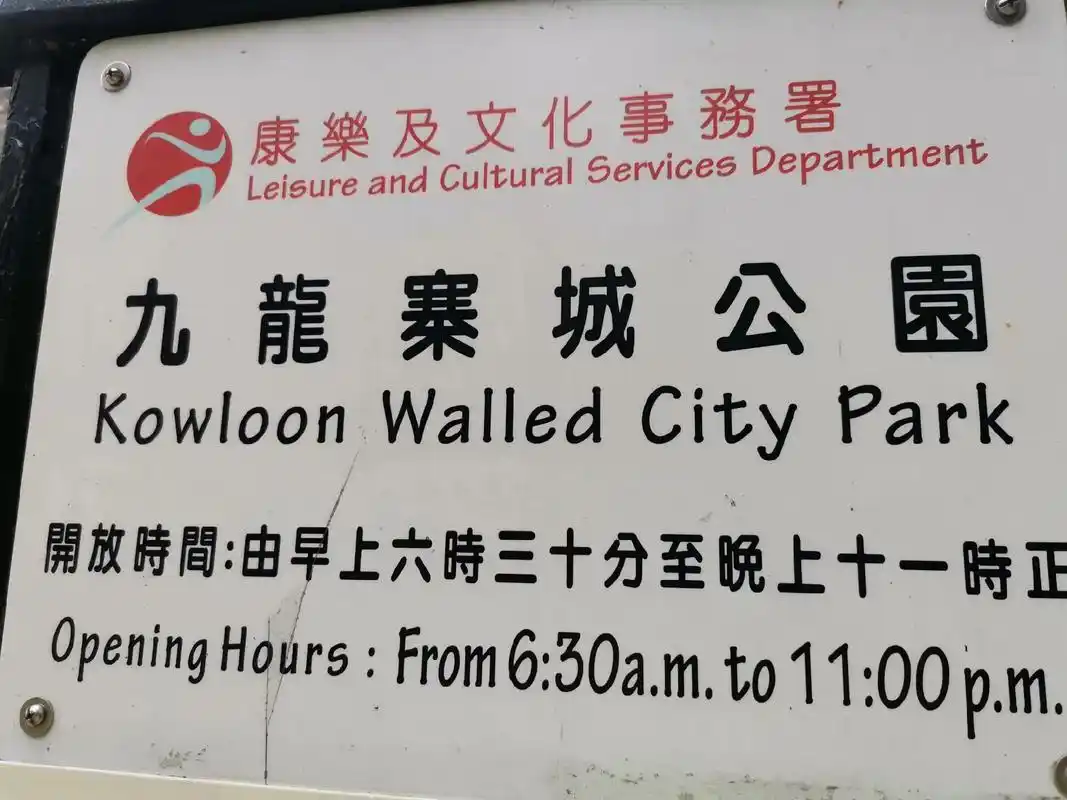 康樂及文化事務署
Leisure and Cultural Services Department
九龍寨城公園
Kowloon Walled City Park
開放時間:由早上六時三十分至晚上十一時正
Opening Hours : From 6:30a.m. to 11:00 p.m.